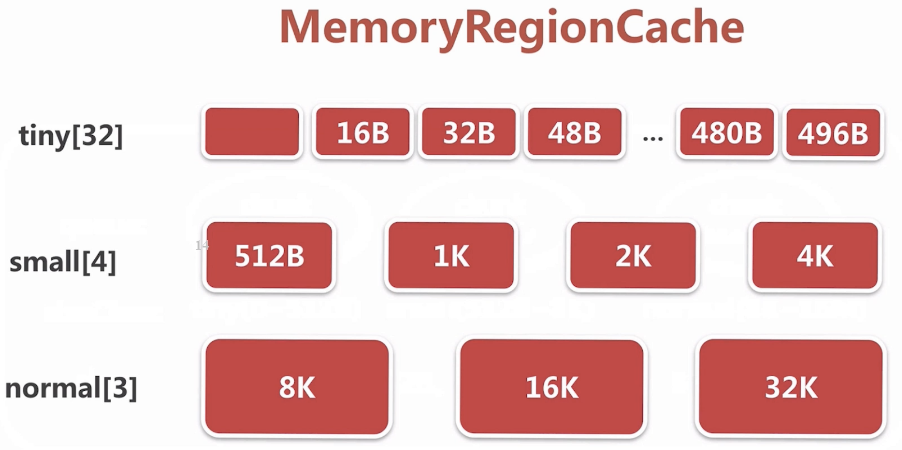 MemoryRegionCache
tiny[32] 16B 32B 48B ... 480B 496B
small[4] 512B 1K 2K 4K
normal[3] 8K 16K 32K